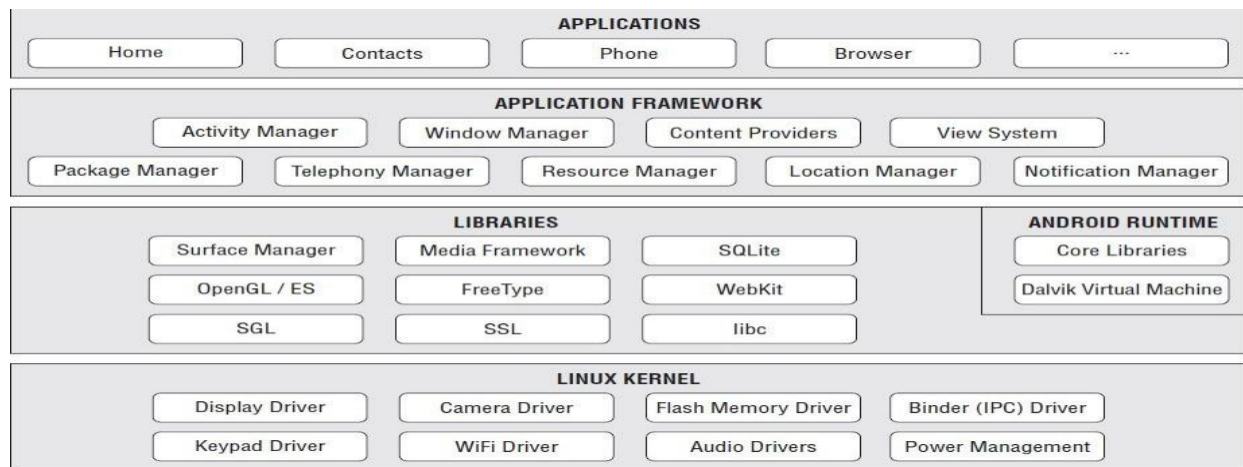 APPLICATIONS
Home Contacts Phone Browser ...
APPLICATION FRAMEWORK
Activity Manager Window Manager Content Providers View System
Package Manager Telephony Manager Resource Manager Location Manager Notification Manager
LIBRARIES ANDROID RUNTIME
Surface Manager Media Framework SQLite Core Libraries
OpenGL / ES FreeType WebKit Dalvik Virtual Machine
SGL SSL libc
LINUX KERNEL
Display Driver Camera Driver Flash Memory Driver Binder (IPC) Driver
Keypad Driver WiFi Driver Audio Drivers Power Management